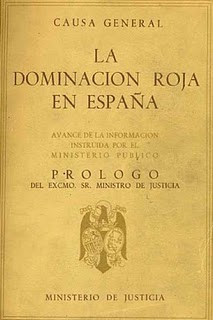 CAUSA GENERAL
LA
DOMINACION ROJA
EN ESPAÑA
AVANCE DE LA INFORMACION
INSTRUIDA POR EL
MINISTERIO PUBLICO
PROLOGO
DEL EXCMO. SR. MINISTRO DE JUSTICIA
MINISTERIO DE JUSTICIA